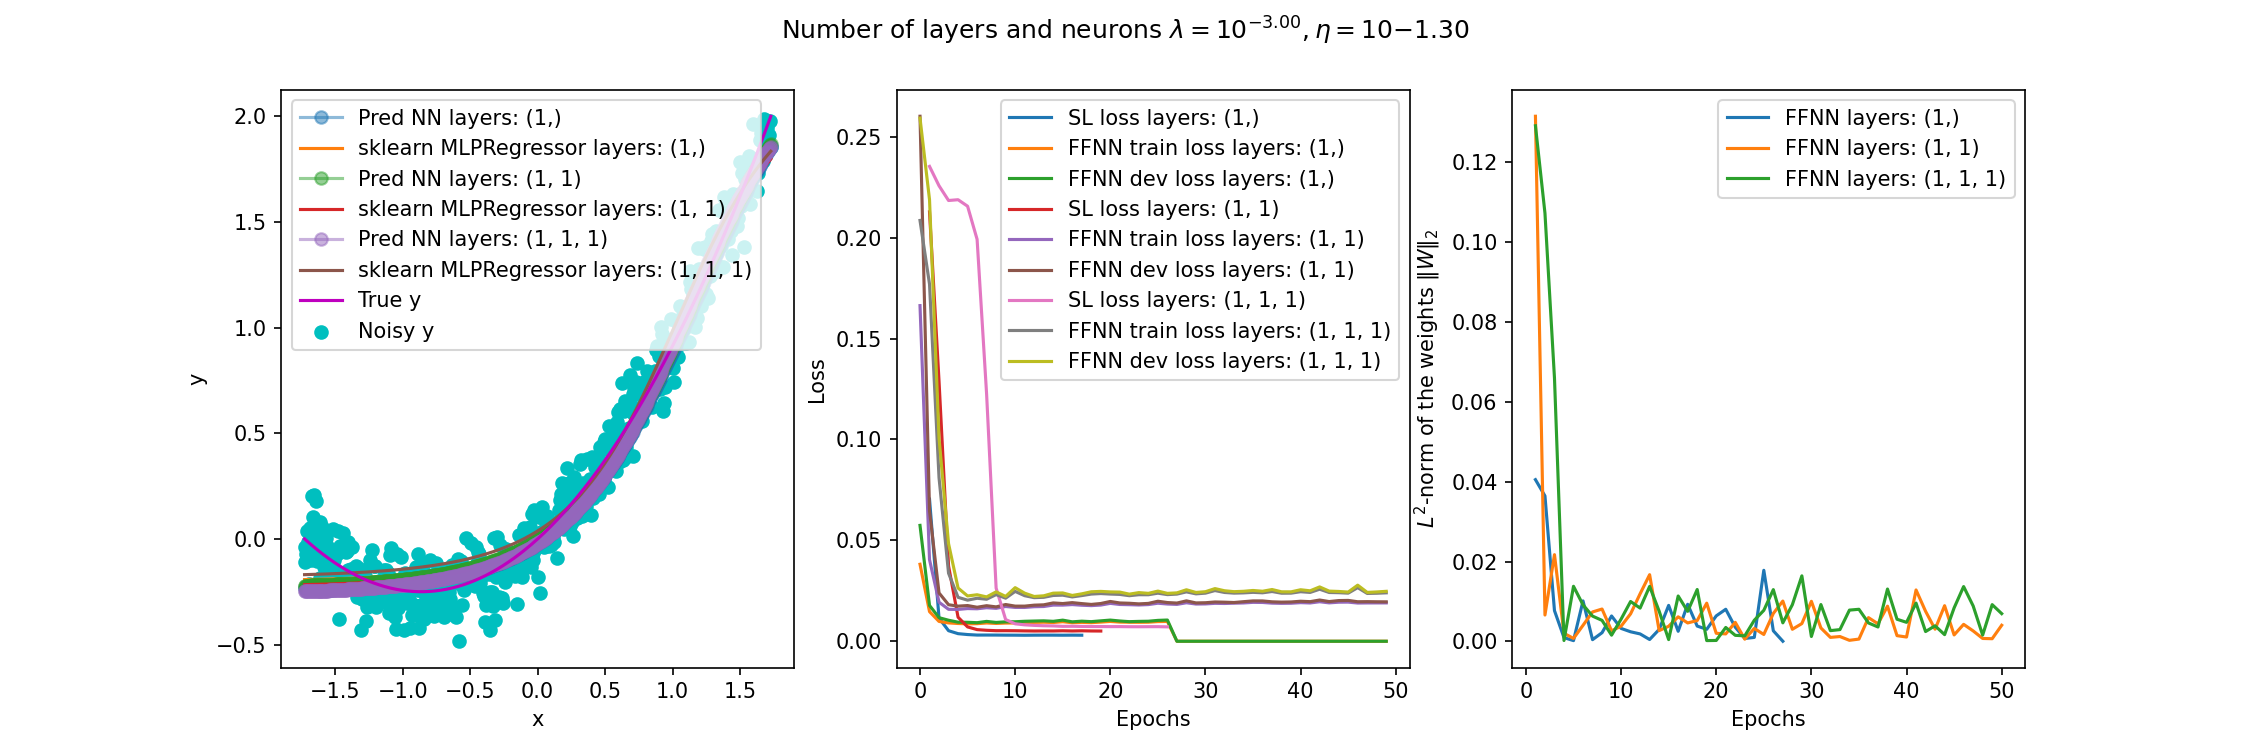 Number of layers and neurons λ = 10^−3.00, η = 10−1.30
Pred NN layers: (1,)
sklearn MLPRegressor layers: (1,)
Pred NN layers: (1, 1)
sklearn MLPRegressor layers: (1, 1)
Pred NN layers: (1, 1, 1)
sklearn MLPRegressor layers: (1, 1, 1)
True y
Noisy y
2.0
1.5
1.0
0.5
0.0
−0.5
y
−1.5 −1.0 −0.5 0.0 0.5 1.0 1.5
x
SL loss layers: (1,)
FFNN train loss layers: (1,)
FFNN dev loss layers: (1,)
SL loss layers: (1, 1)
FFNN train loss layers: (1, 1)
FFNN dev loss layers: (1, 1)
SL loss layers: (1, 1, 1)
FFNN train loss layers: (1, 1, 1)
FFNN dev loss layers: (1, 1, 1)
0.25
0.20
0.15
0.10
0.05
0.00
Loss
0 10 20 30 40 50
Epochs
FFNN layers: (1,)
FFNN layers: (1, 1)
FFNN layers: (1, 1, 1)
0.12
0.10
0.08
0.06
0.04
0.02
0.00
L²-norm of the weights ‖W‖₂
0 10 20 30 40 50
Epochs